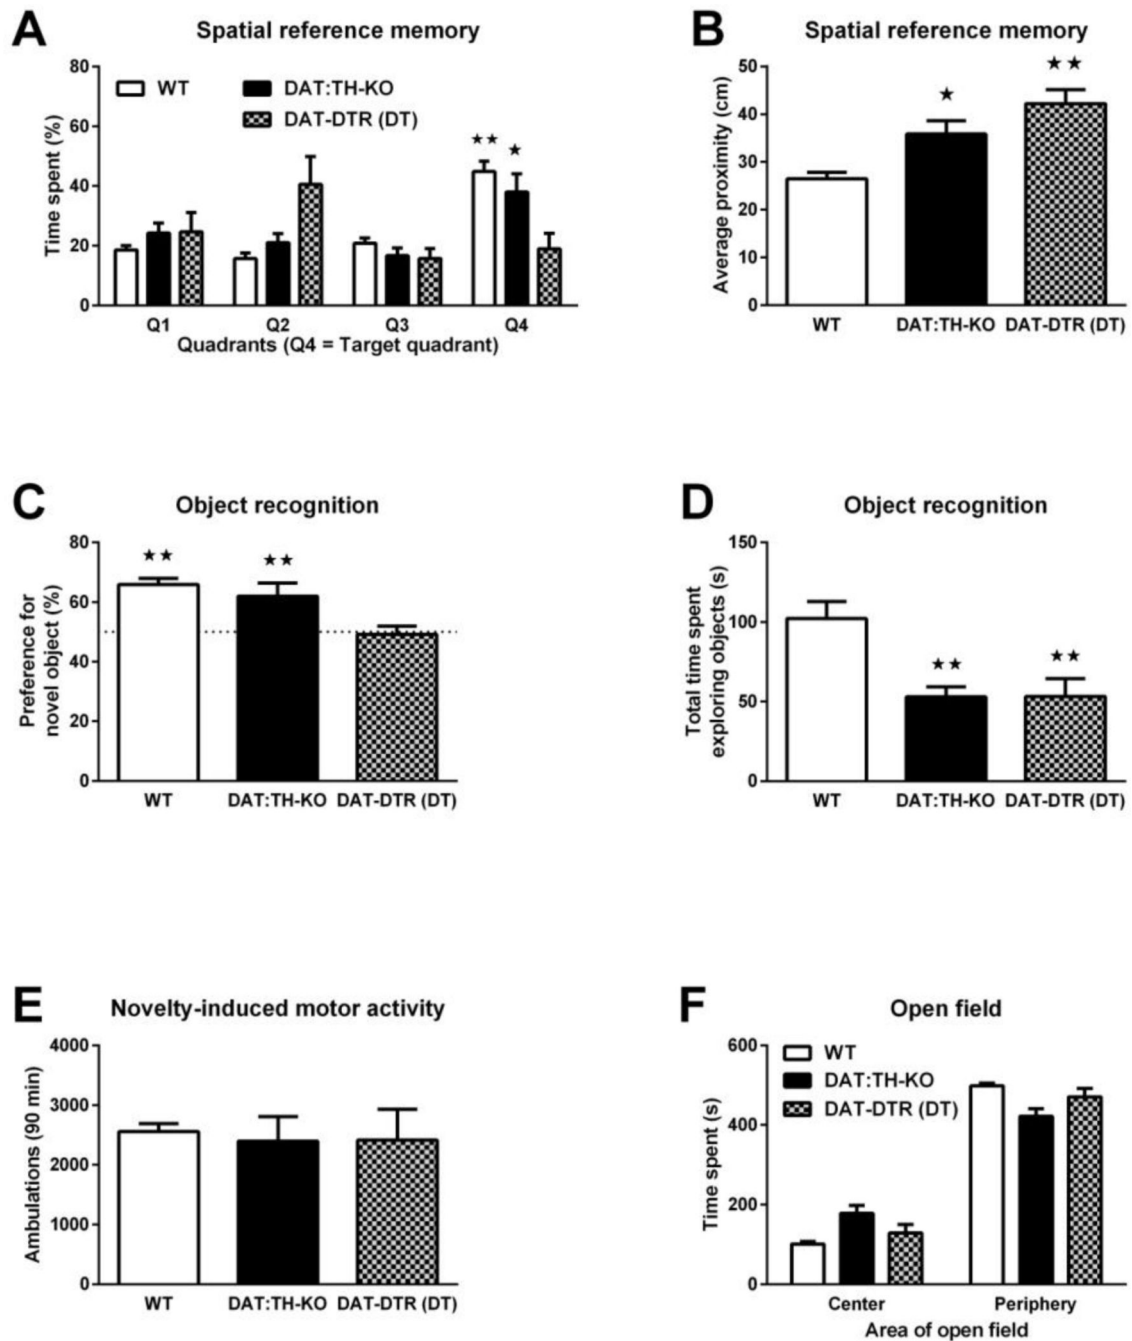 A
Spatial reference memory
Time spent (%)
80
60
40
20
0
WT
DAT:TH-KO
DAT-DTR (DT)
★★
★
Q1 Q2 Q3 Q4
Quadrants (Q4 = Target quadrant)
B
Spatial reference memory
Average proximity (cm)
50
40
30
20
10
0
★
★★
WT DAT:TH-KO DAT-DTR (DT)
C
Object recognition
Preference for
novel object (%)
80
60
40
20
0
★★
★★
WT DAT:TH-KO DAT-DTR (DT)
D
Object recognition
Total time spent
exploring objects (s)
150
100
50
0
★★
★★
WT DAT:TH-KO DAT-DTR (DT)
E
Novelty-induced motor activity
Ambulations (90 min)
4000
3000
2000
1000
0
WT DAT:TH-KO DAT-DTR (DT)
F
Open field
Time spent (s)
600
400
200
0
WT
DAT:TH-KO
DAT-DTR (DT)
Center Periphery
Area of open field